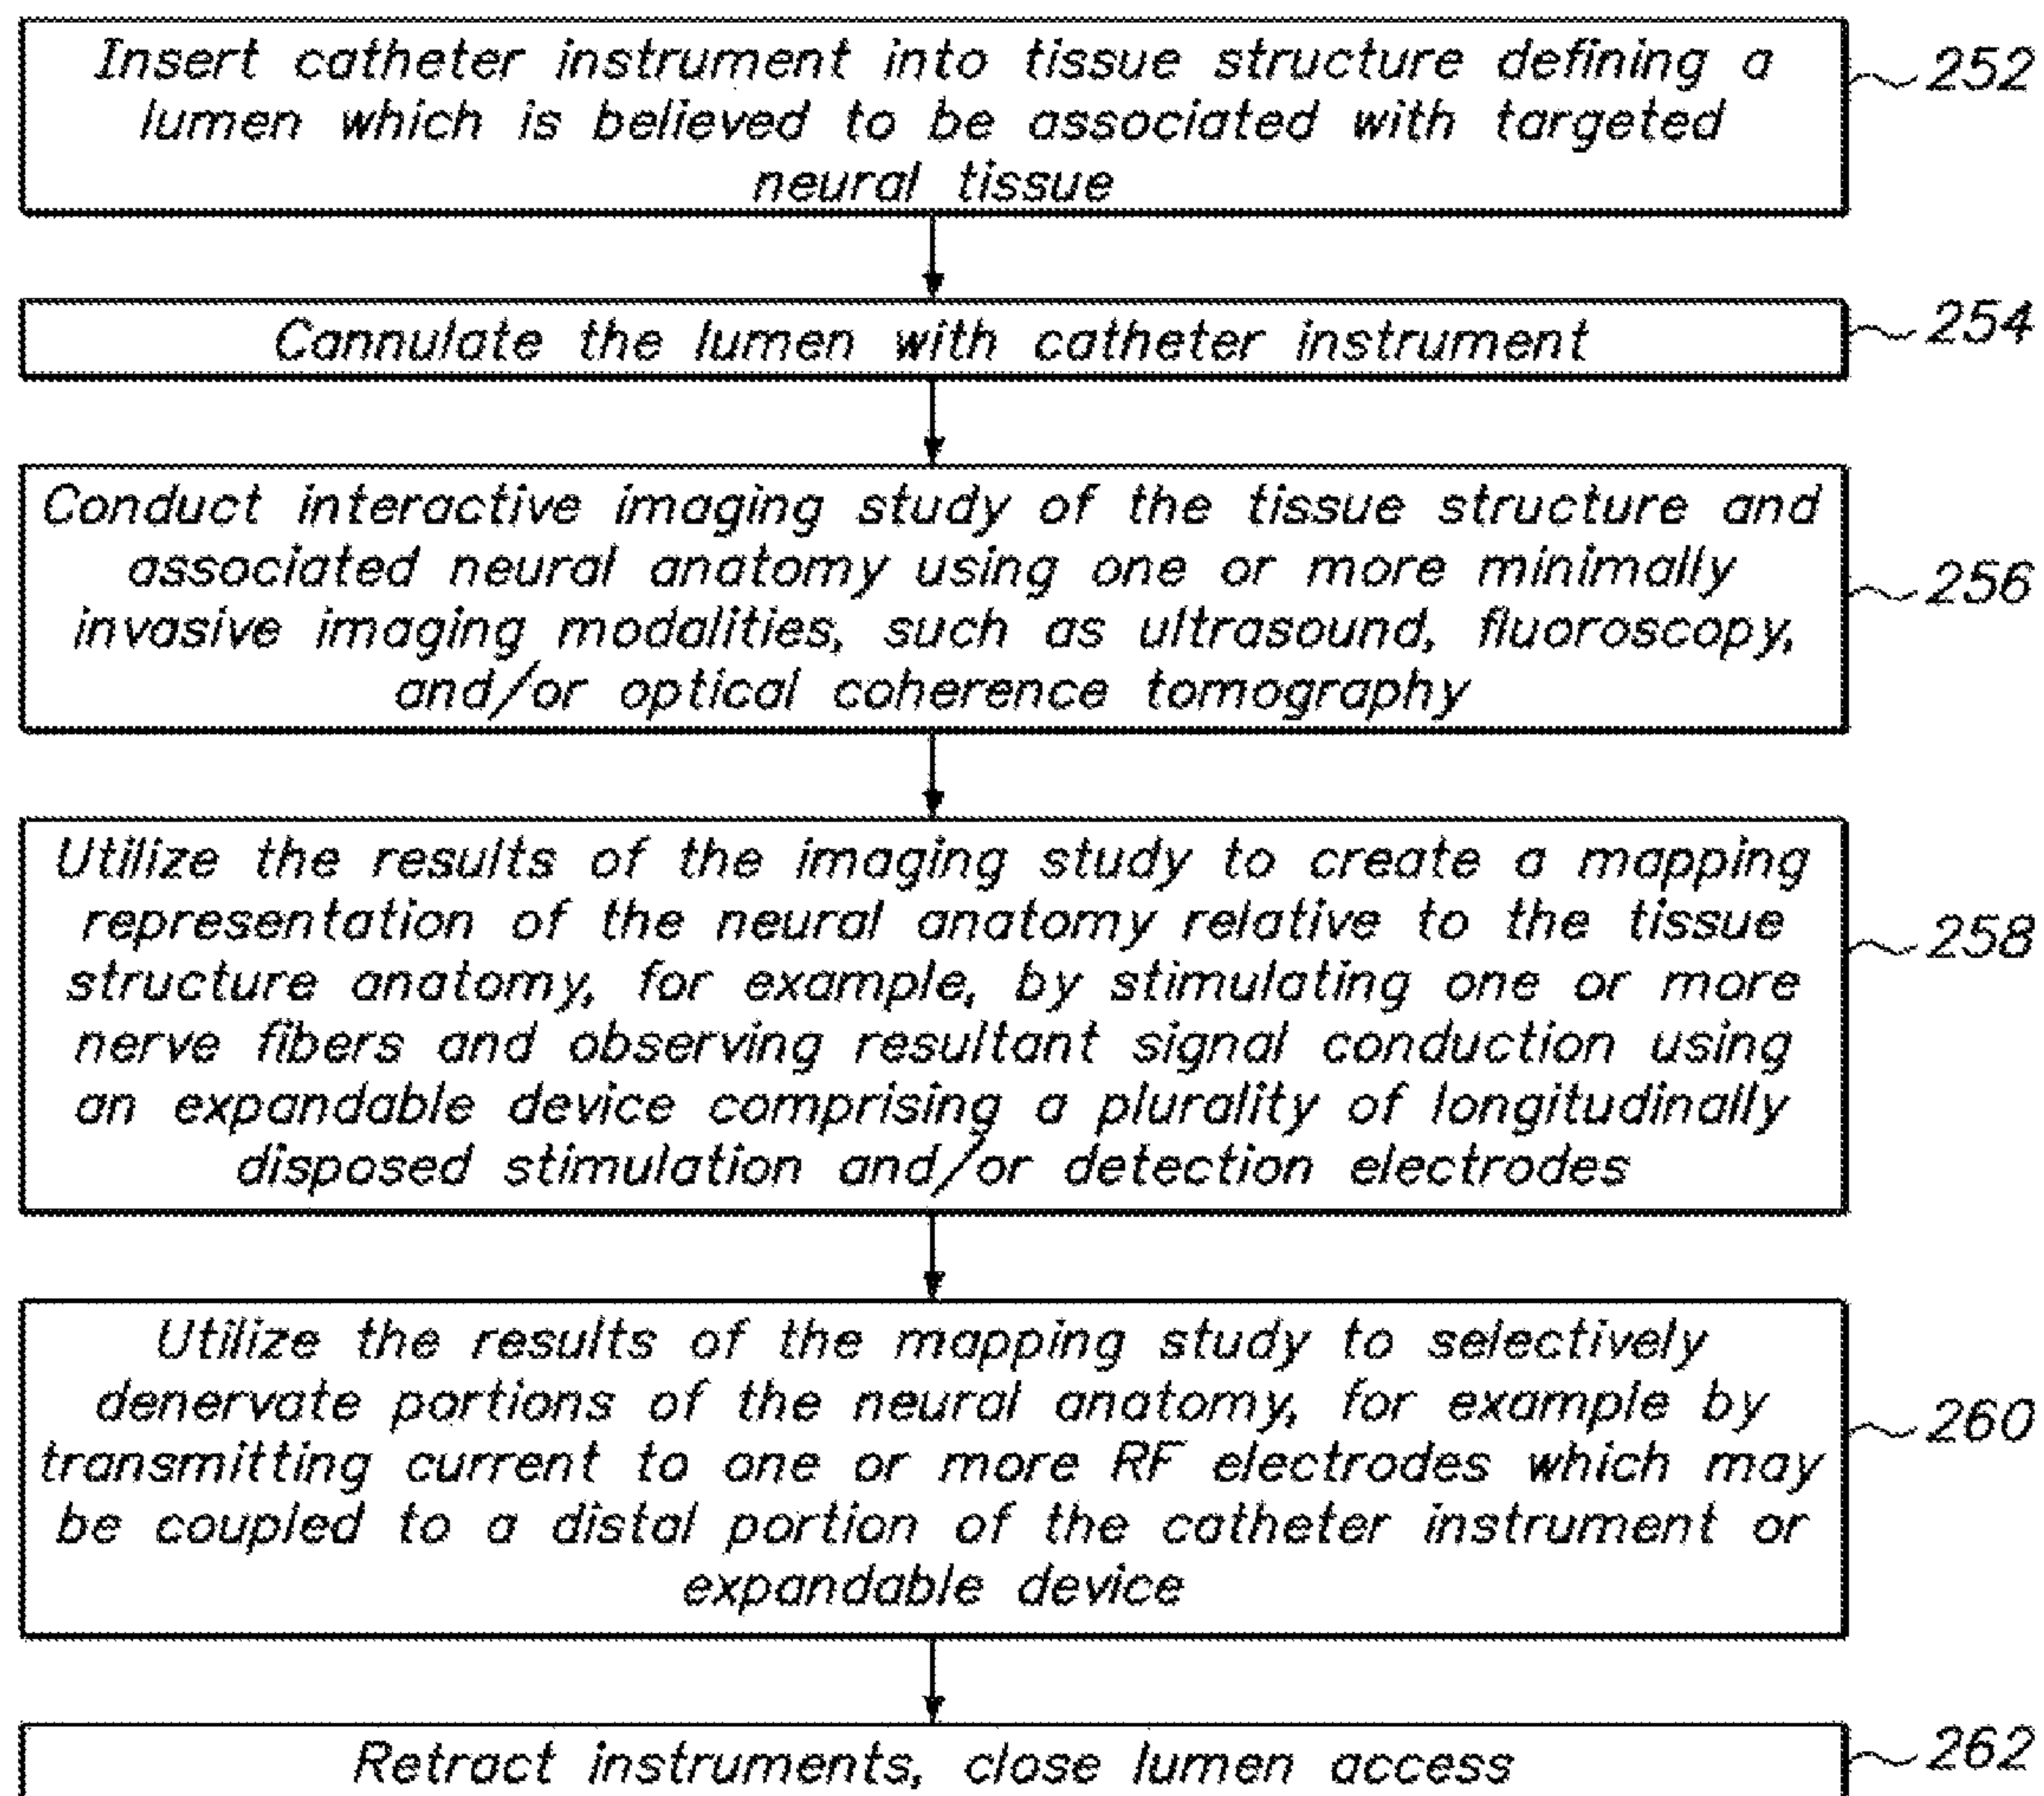 Insert catheter instrument into tissue structure defining a
lumen which is believed to be associated with targeted
neural tissue
252
Cannulate the lumen with catheter instrument
254
Conduct interactive imaging study of the tissue structure and
associated neural anatomy using one or more minimally
invasive imaging modalities, such as ultrasound, fluoroscopy,
and/or optical coherence tomography
256
Utilize the results of the imaging study to create a mapping
representation of the neural anatomy relative to the tissue
structure anatomy, for example, by stimulating one or more
nerve fibers and observing resultant signal conduction using
an expandable device comprising a plurality of longitudinally
disposed stimulation and/or detection electrodes
258
Utilize the results of the mapping study to selectively
denervate portions of the neural anatomy, for example by
transmitting current to one or more RF electrodes which may
be coupled to a distal portion of the catheter instrument or
expandable device
260
Retract instruments, close lumen access
262